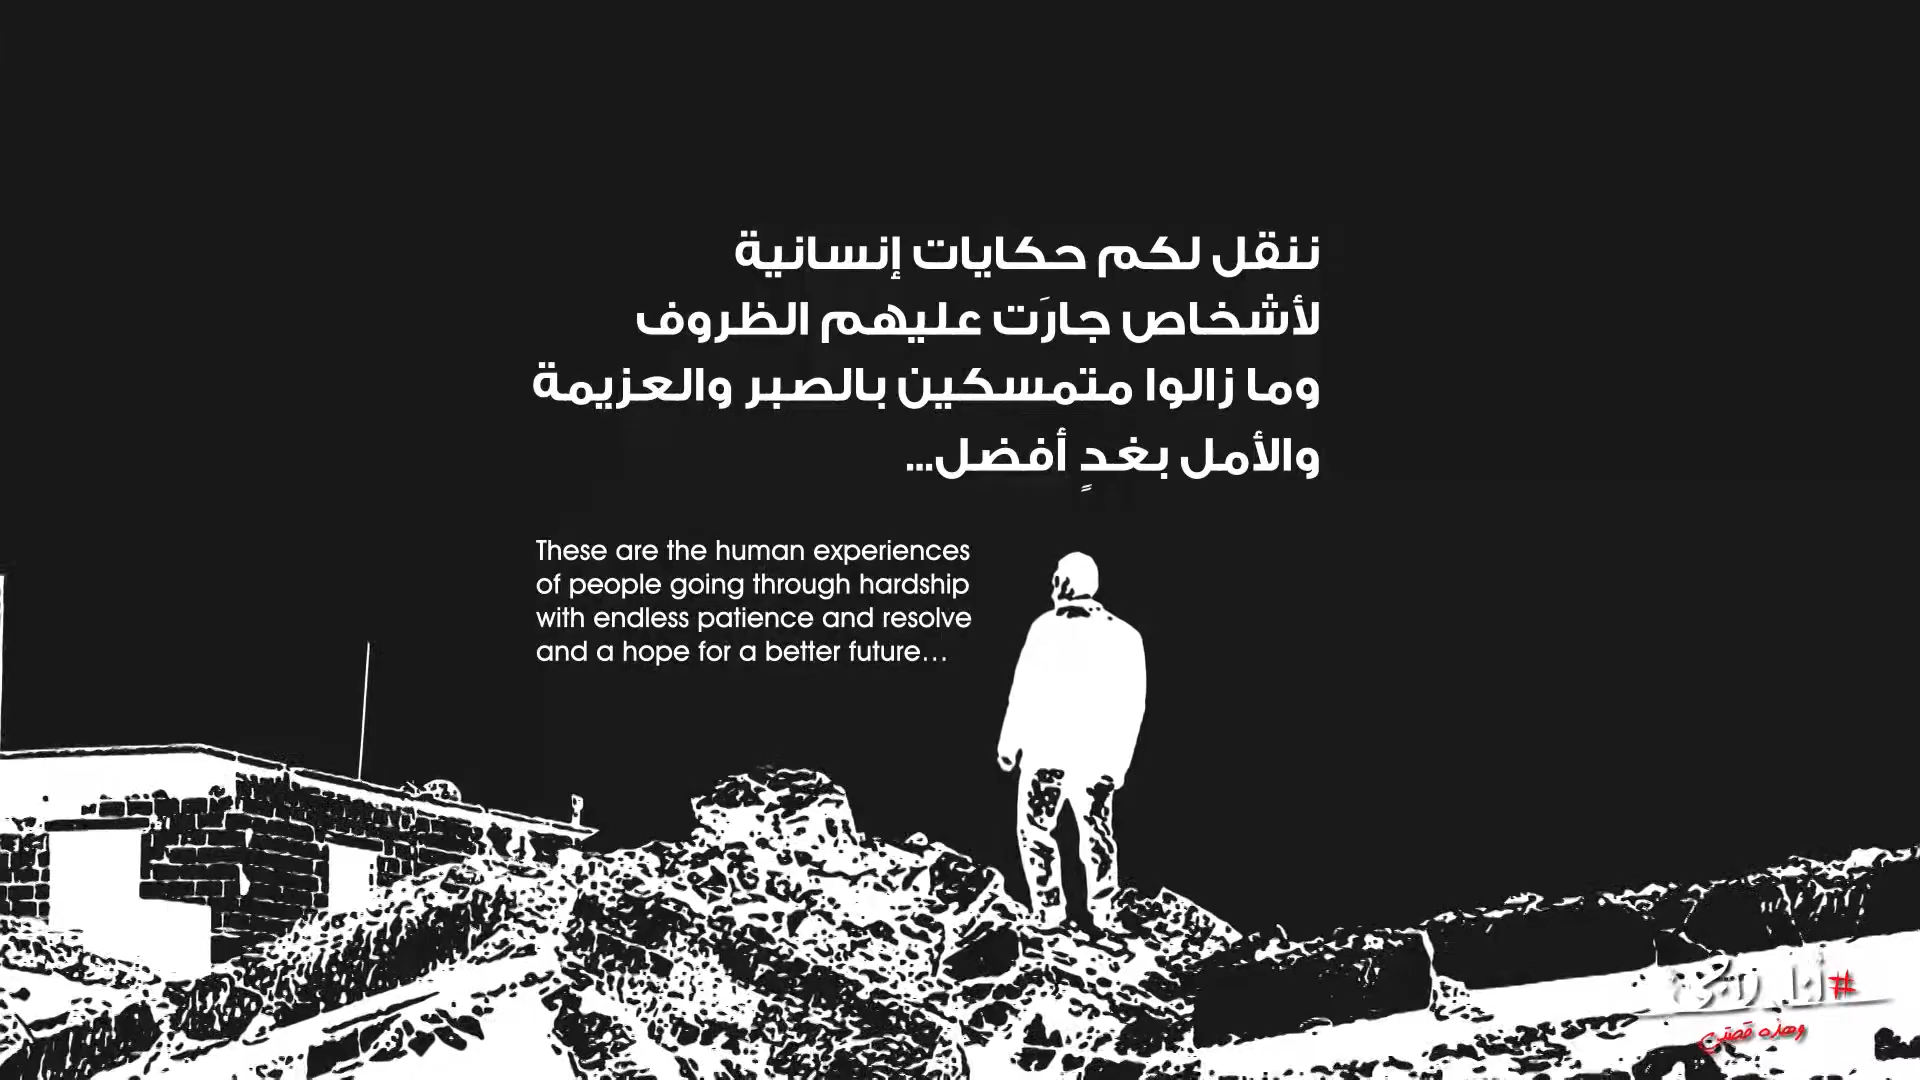 ننقل لكم حكايات إنسانية
لأشخاص جارَت عليهم الظروف
وما زالوا متمسكين بالصبر والعزيمة
والأمل بغدٍ أفضل...
These are the human experiences
of people going through hardship
with endless patience and resolve
and a hope for a better future…
#أنا
وهذه قصتي